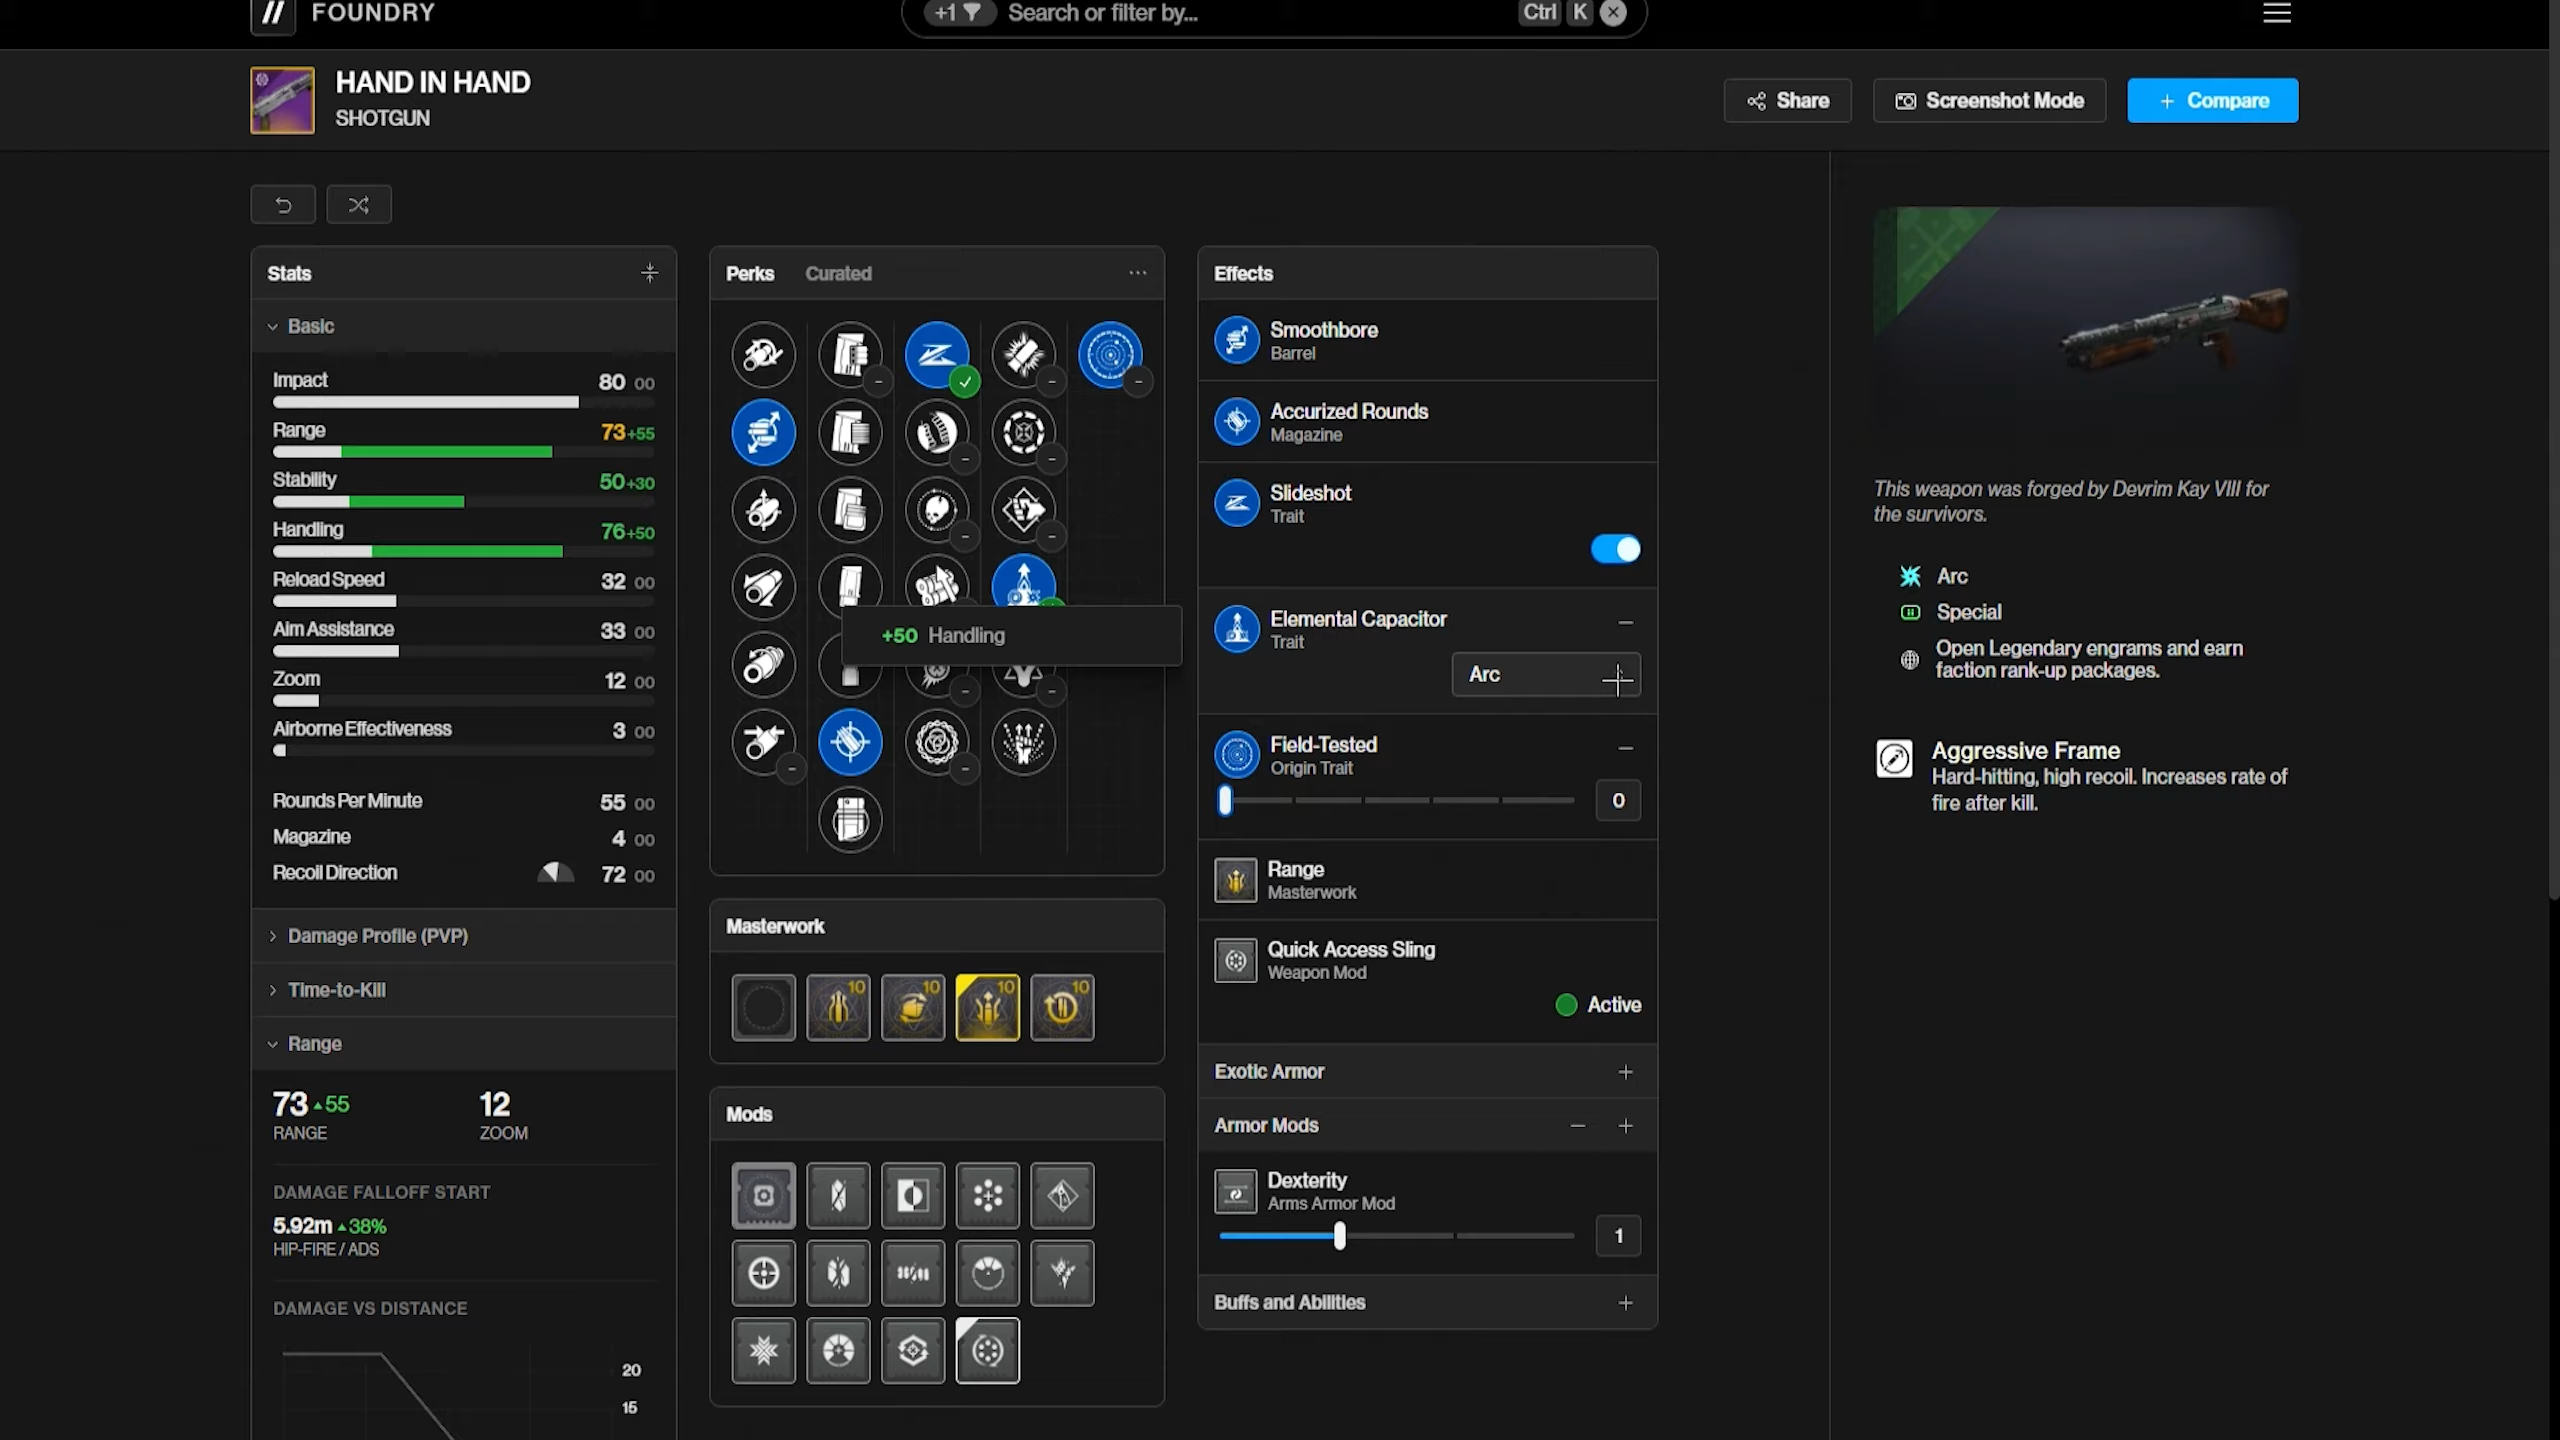 // FOUNDRY
+1 Search or filter by... Ctrl K
HAND IN HAND
SHOTGUN
Share
Screenshot Mode
+ Compare
Stats
Basic
Impact 80 00
Range 73 +55
Stability 50 +30
Handling 76 +50
Reload Speed 32 00
Aim Assistance 33 00
Zoom 12 00
Airborne Effectiveness 3 00
Rounds Per Minute 55 00
Magazine 4 00
Recoil Direction 72 00
Damage Profile (PVP)
Time-to-Kill
Range
73 55 12
RANGE ZOOM
DAMAGE FALLOFF START
5.92m 38%
HIP-FIRE / ADS
DAMAGE VS DISTANCE
20
15
Perks Curated
+50 Handling
Masterwork
10 10 10 10
Mods
Effects
Smoothbore
Barrel
Accurized Rounds
Magazine
Slideshot
Trait
Elemental Capacitor
Trait
Arc
Field-Tested
Origin Trait
0
Range
Masterwork
Quick Access Sling
Weapon Mod
Active
Exotic Armor
Armor Mods
Dexterity
Arms Armor Mod
1
Buffs and Abilities
This weapon was forged by Devrim Kay VIII for
the survivors.
Arc
Special
Open Legendary engrams and earn
faction rank-up packages.
Aggressive Frame
Hard-hitting, high recoil. Increases rate of
fire after kill.